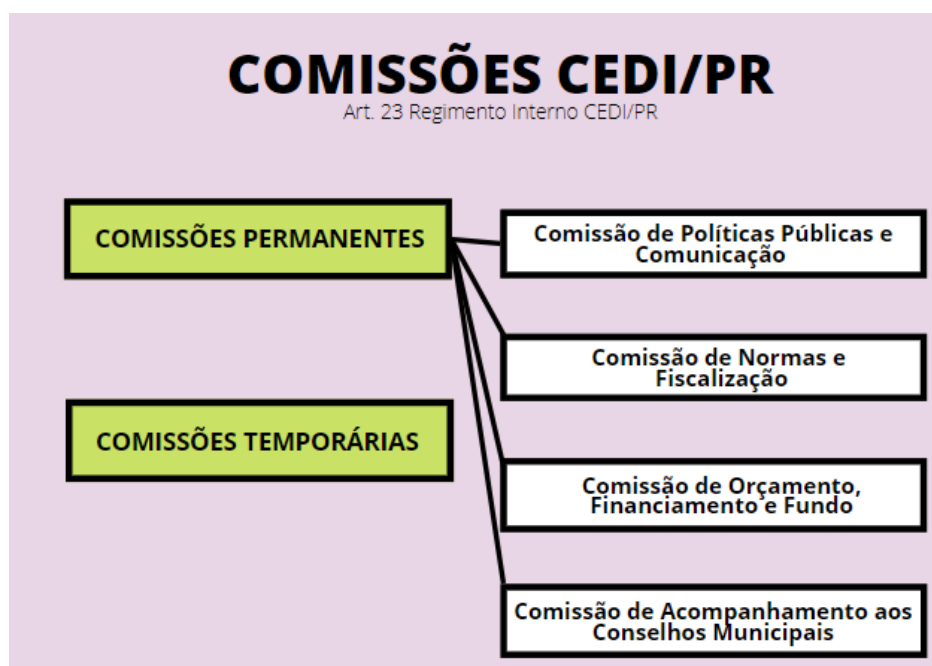 COMISSÕES CEDI/PR
Art. 23 Regimento Interno CEDI/PR
COMISSÕES PERMANENTES
Comissão de Políticas Públicas e
Comunicação
Comissão de Normas e
Fiscalização
COMISSÕES TEMPORÁRIAS
Comissão de Orçamento,
Financiamento e Fundo
Comissão de Acompanhamento aos
Conselhos Municipais